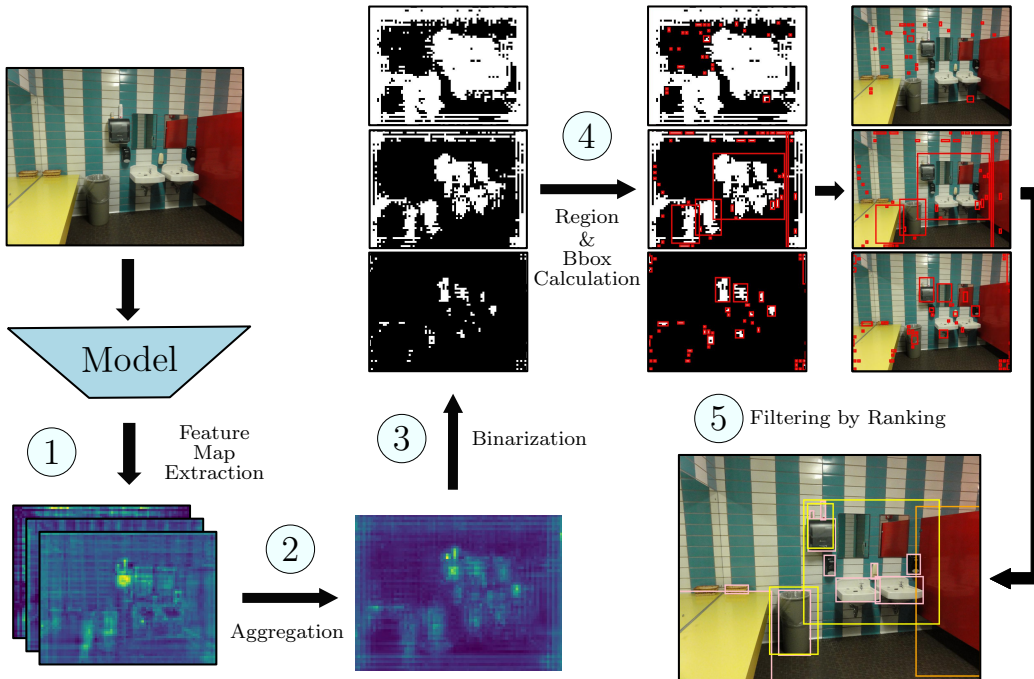 Model
1
Feature
Map
Extraction
2
Aggregation
3
Binarization
4
Region
&
Bbox
Calculation
5 Filtering by Ranking